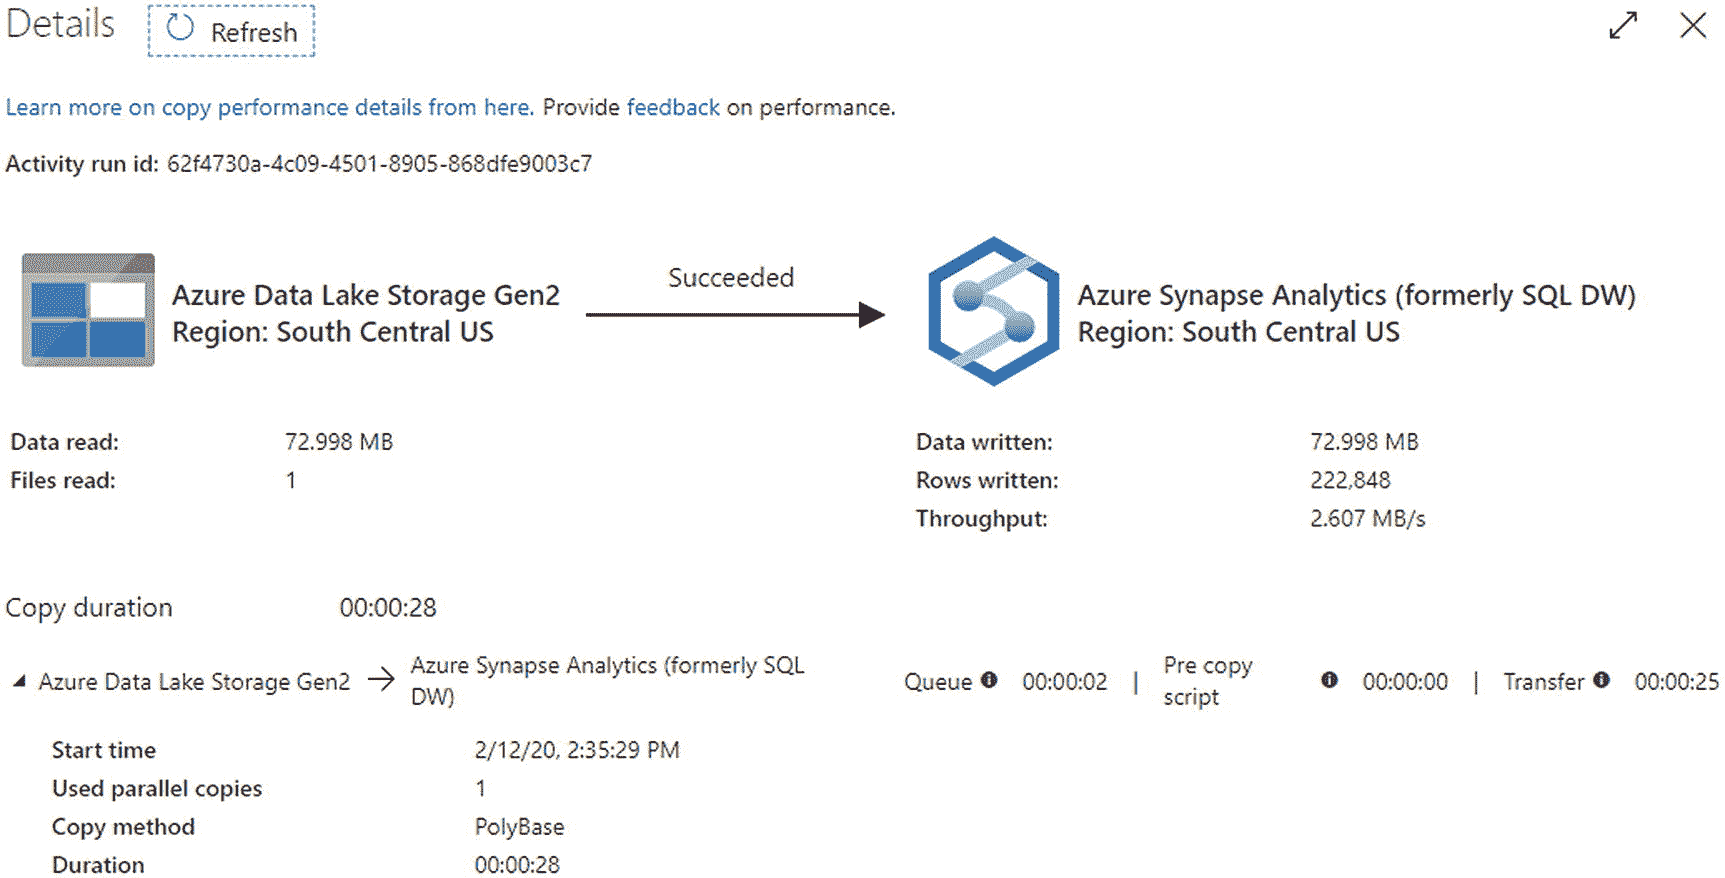 Details
Refresh
Learn more on copy performance details from here. Provide feedback on performance.
Activity run id: 62f4730a-4c09-4501-8905-868dfe9003c7
Azure Data Lake Storage Gen2
Region: South Central US
Succeeded
Azure Synapse Analytics (formerly SQL DW)
Region: South Central US
Data read: 72.998 MB
Files read: 1
Data written: 72.998 MB
Rows written: 222,848
Throughput: 2.607 MB/s
Copy duration 00:00:28
Azure Data Lake Storage Gen2
Azure Synapse Analytics (formerly SQL
DW)
Queue 00:00:02 |
Pre copy
script
00:00:00 | Transfer 00:00:25
Start time 2/12/20, 2:35:29 PM
Used parallel copies 1
Copy method PolyBase
Duration 00:00:28